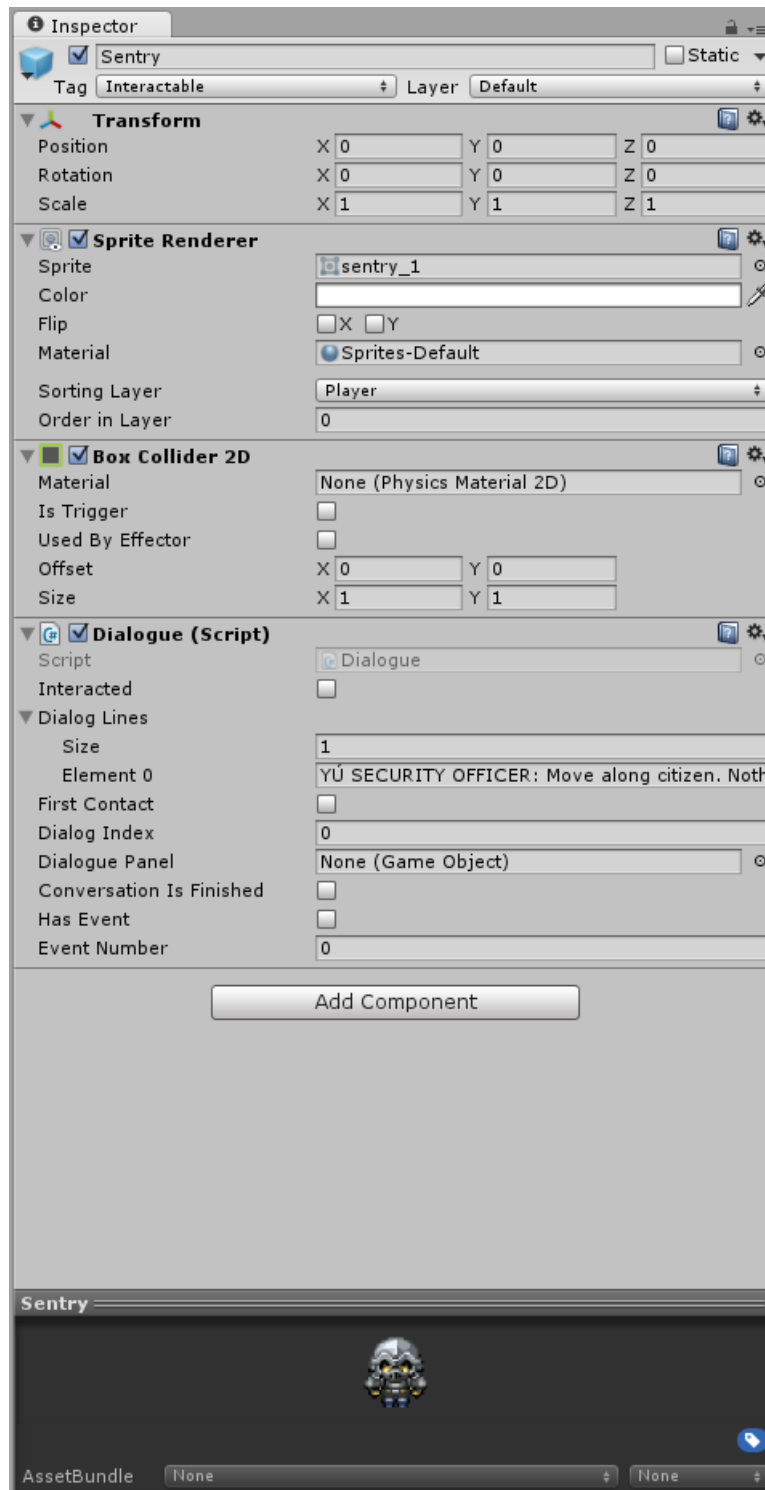 Inspector
Sentry Static
Tag Interactable Layer Default
Transform
Position X 0 Y 0 Z 0
Rotation X 0 Y 0 Z 0
Scale X 1 Y 1 Z 1
Sprite Renderer
Sprite sentry_1
Color
Flip X Y
Material Sprites-Default
Sorting Layer Player
Order in Layer 0
Box Collider 2D
Material None (Physics Material 2D)
Is Trigger
Used By Effector
Offset X 0 Y 0
Size X 1 Y 1
Dialogue (Script)
Script Dialogue
Interacted
Dialog Lines
Size 1
Element 0 YÚ SECURITY OFFICER: Move along citizen. Noth
First Contact
Dialog Index 0
Dialogue Panel None (Game Object)
Conversation Is Finished
Has Event
Event Number 0
Add Component
Sentry
AssetBundle None None